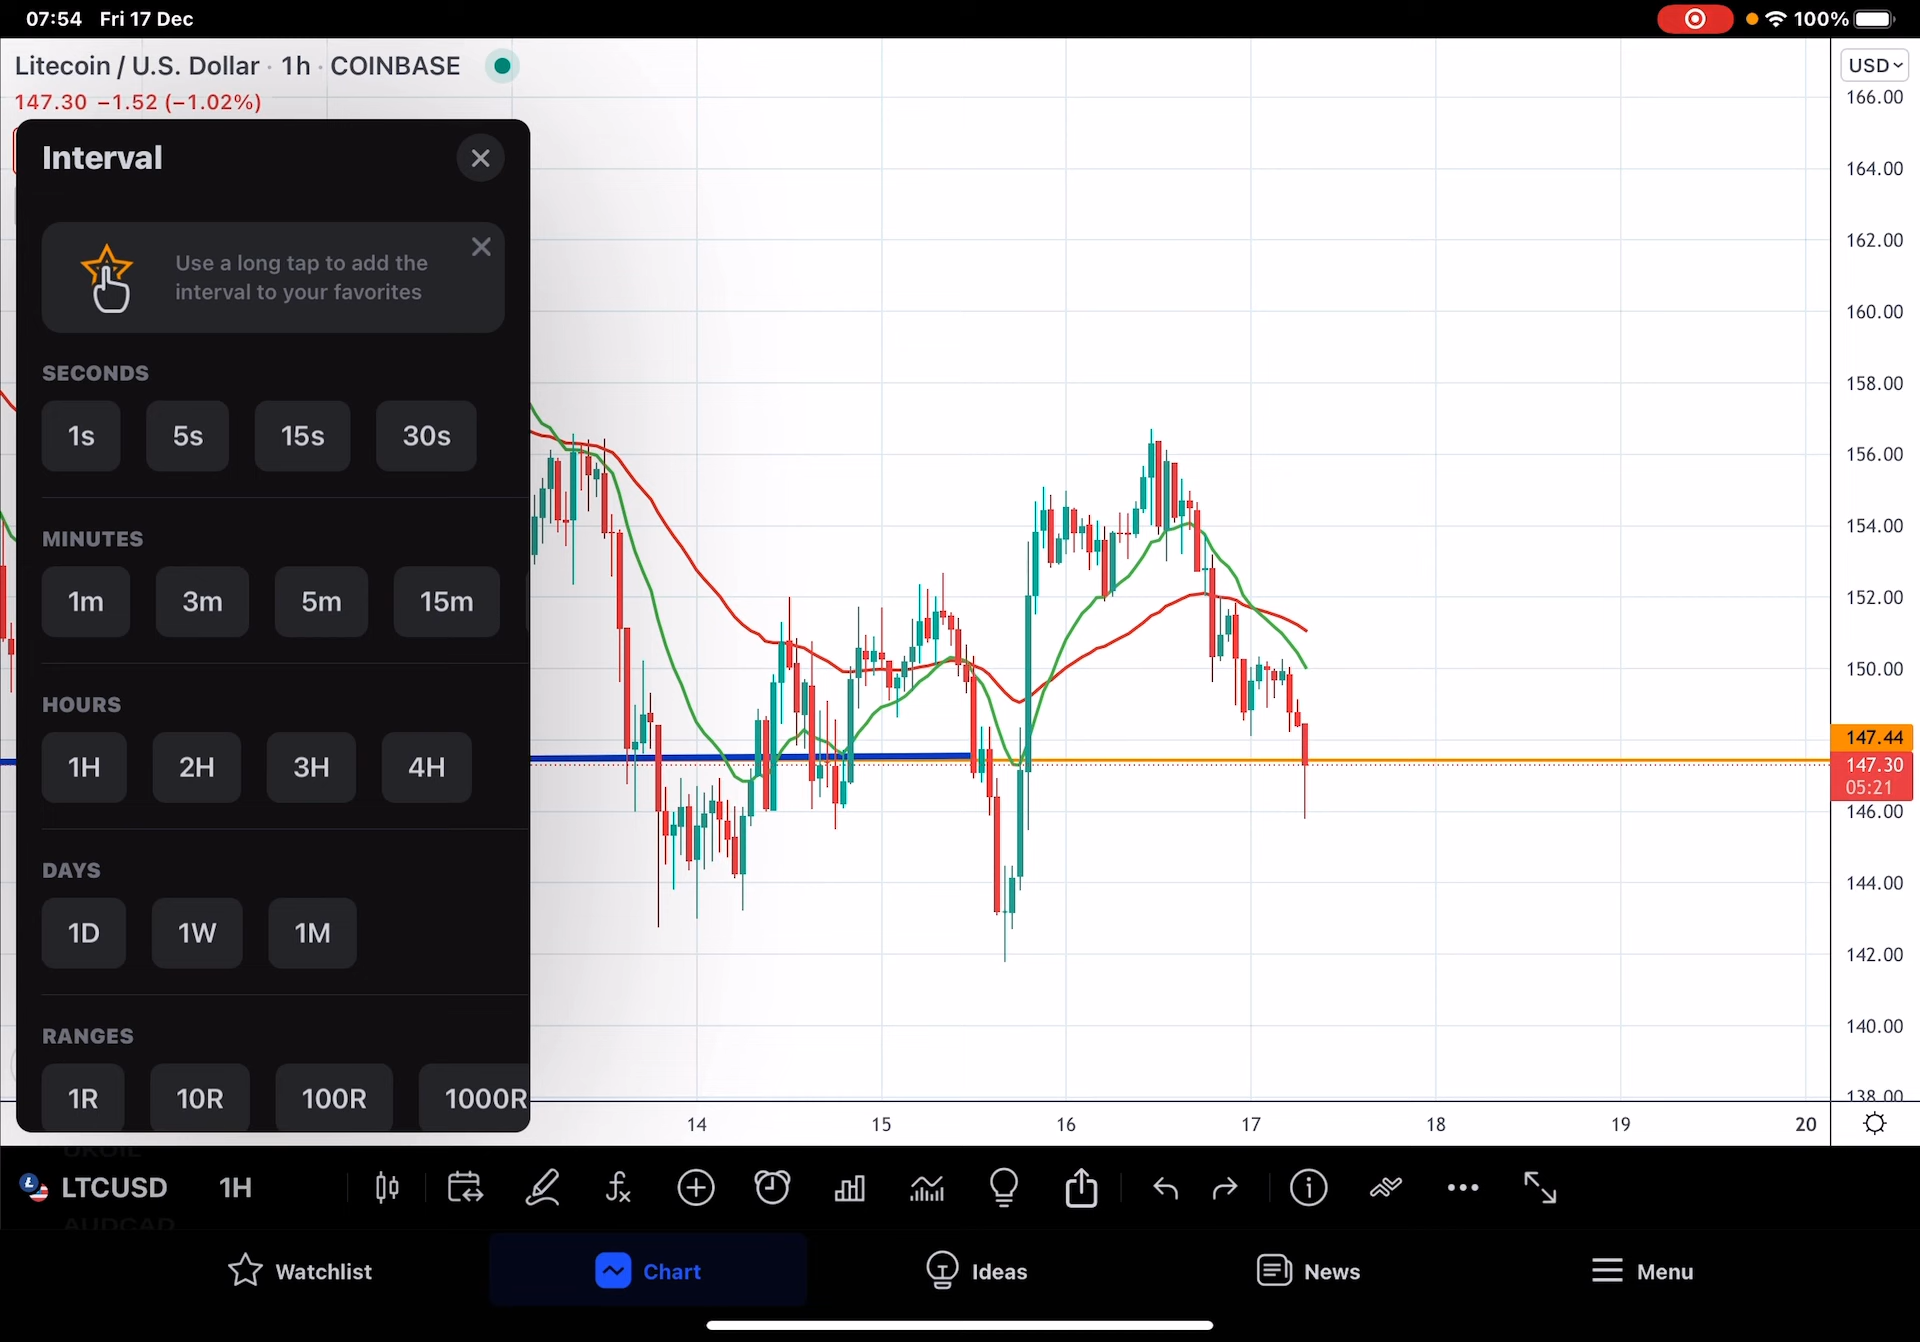 07:54 Fri 17 Dec
100%
Litecoin / U.S. Dollar · 1h · COINBASE
147.30 −1.52 (−1.02%)
USD
Interval
Use a long tap to add the
interval to your favorites
SECONDS
1s 5s 15s 30s
MINUTES
1m 3m 5m 15m
HOURS
1H 2H 3H 4H
DAYS
1D 1W 1M
RANGES
1R 10R 100R 1000R
166.00
164.00
162.00
160.00
158.00
156.00
154.00
152.00
150.00
147.44
147.30
05:21
146.00
144.00
142.00
140.00
138.00
14 15 16 17 18 19 20
UKOIL
LTCUSD 1H
AUDCAD
Watchlist Chart Ideas News Menu